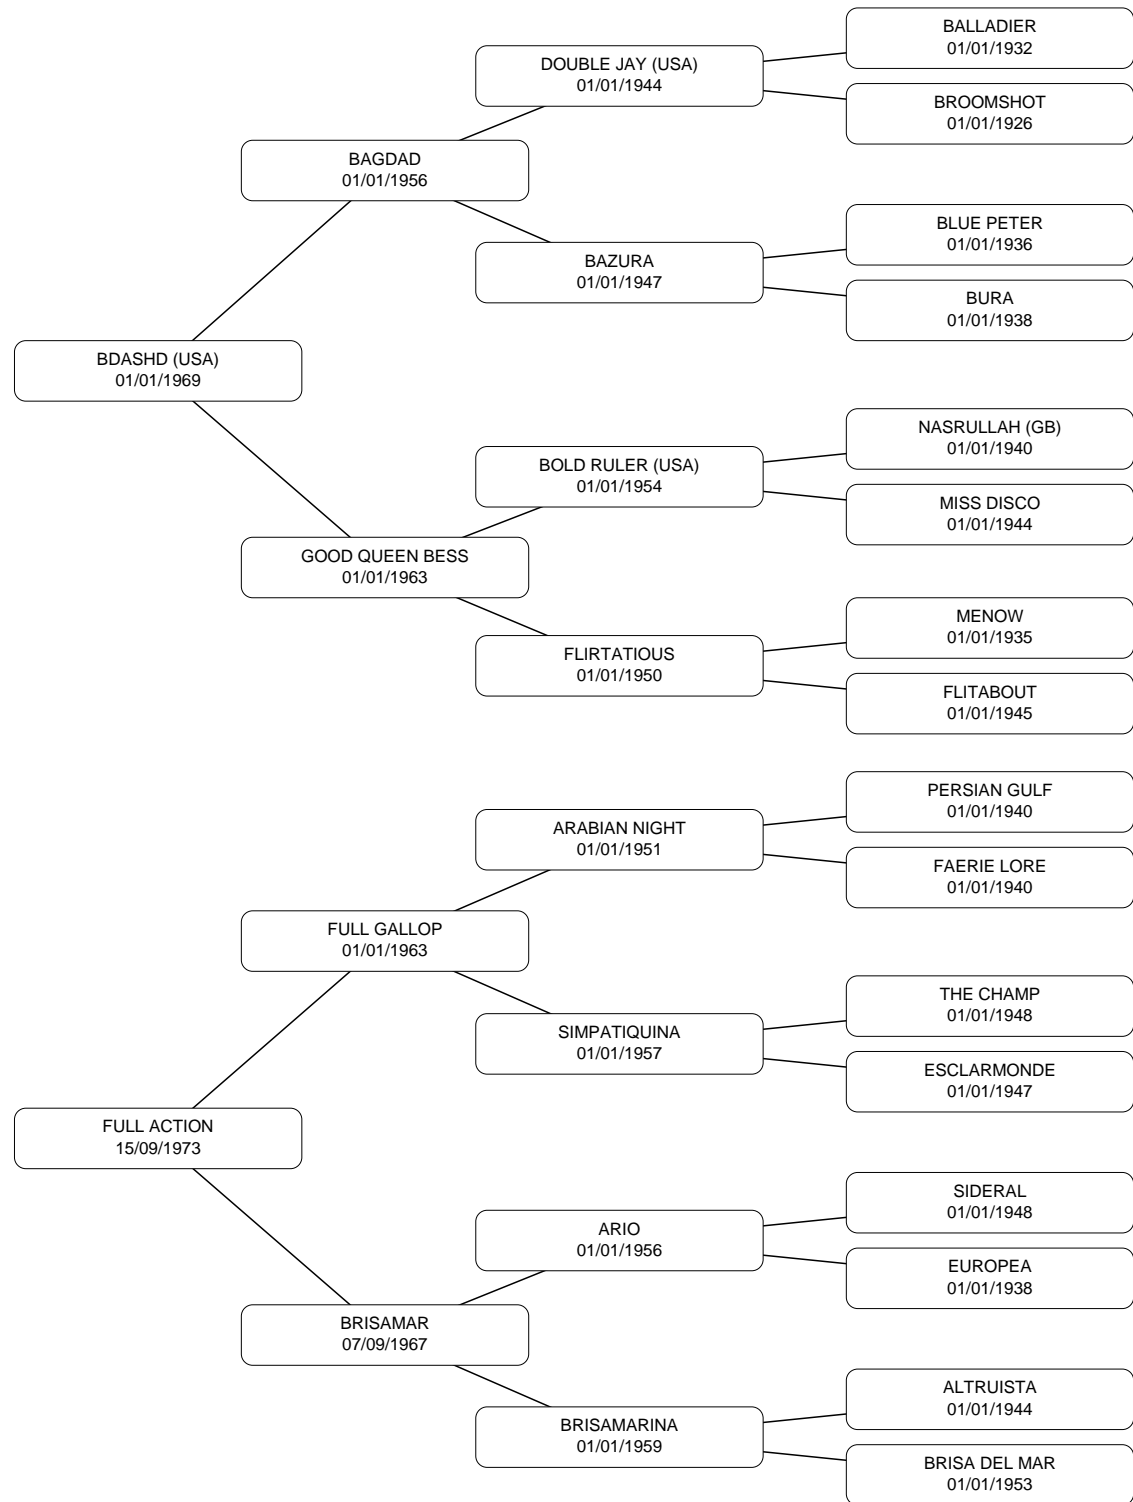 BALLADIER
01/01/1932
DOUBLE JAY (USA)
01/01/1944
BROOMSHOT
01/01/1926
BAGDAD
01/01/1956
BLUE PETER
01/01/1936
BAZURA
01/01/1947
BURA
01/01/1938
BDASHD (USA)
01/01/1969
NASRULLAH (GB)
01/01/1940
BOLD RULER (USA)
01/01/1954
MISS DISCO
01/01/1944
GOOD QUEEN BESS
01/01/1963
MENOW
01/01/1935
FLIRTATIOUS
01/01/1950
FLITABOUT
01/01/1945
PERSIAN GULF
01/01/1940
ARABIAN NIGHT
01/01/1951
FAERIE LORE
01/01/1940
FULL GALLOP
01/01/1963
THE CHAMP
01/01/1948
SIMPATIQUINA
01/01/1957
ESCLARMONDE
01/01/1947
FULL ACTION
15/09/1973
SIDERAL
01/01/1948
ARIO
01/01/1956
EUROPEA
01/01/1938
BRISAMAR
07/09/1967
ALTRUISTA
01/01/1944
BRISAMARINA
01/01/1959
BRISA DEL MAR
01/01/1953